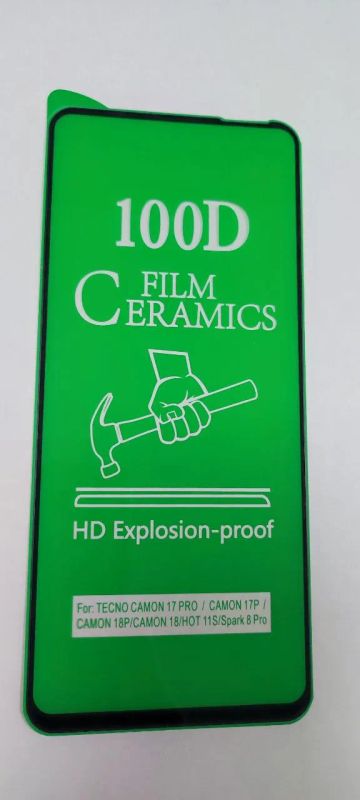 100D
FILM
CERAMICS
HD Explosion-proof
For: TECNO CAMON 17 PRO / CAMON 17P /
CAMON 18P/CAMON 18/HOT 11S/Spark 8 Pro